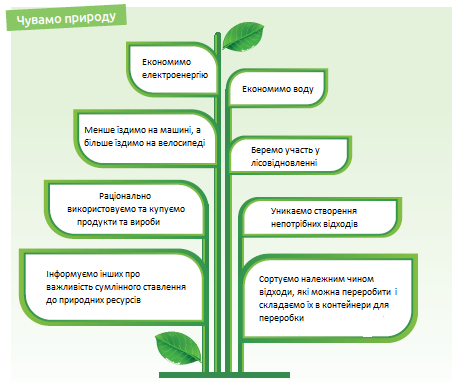 Чувамо природу
Економимо
електроенергію
Економимо воду
Менше їздимо на машині, а
більше їздимо на велосипеді
Беремо участь у
лісовідновленні
Раціонально
використовуємо та купуємо
продукти та вироби
Уникаємо створення
непотрібних відходів
Інформуємо інших про
важливість сумлінного ставлення
до природних ресурсів
Сортуємо належним чином
відходи, які можна переробити і
складаємо їх в контейнери для
переробки